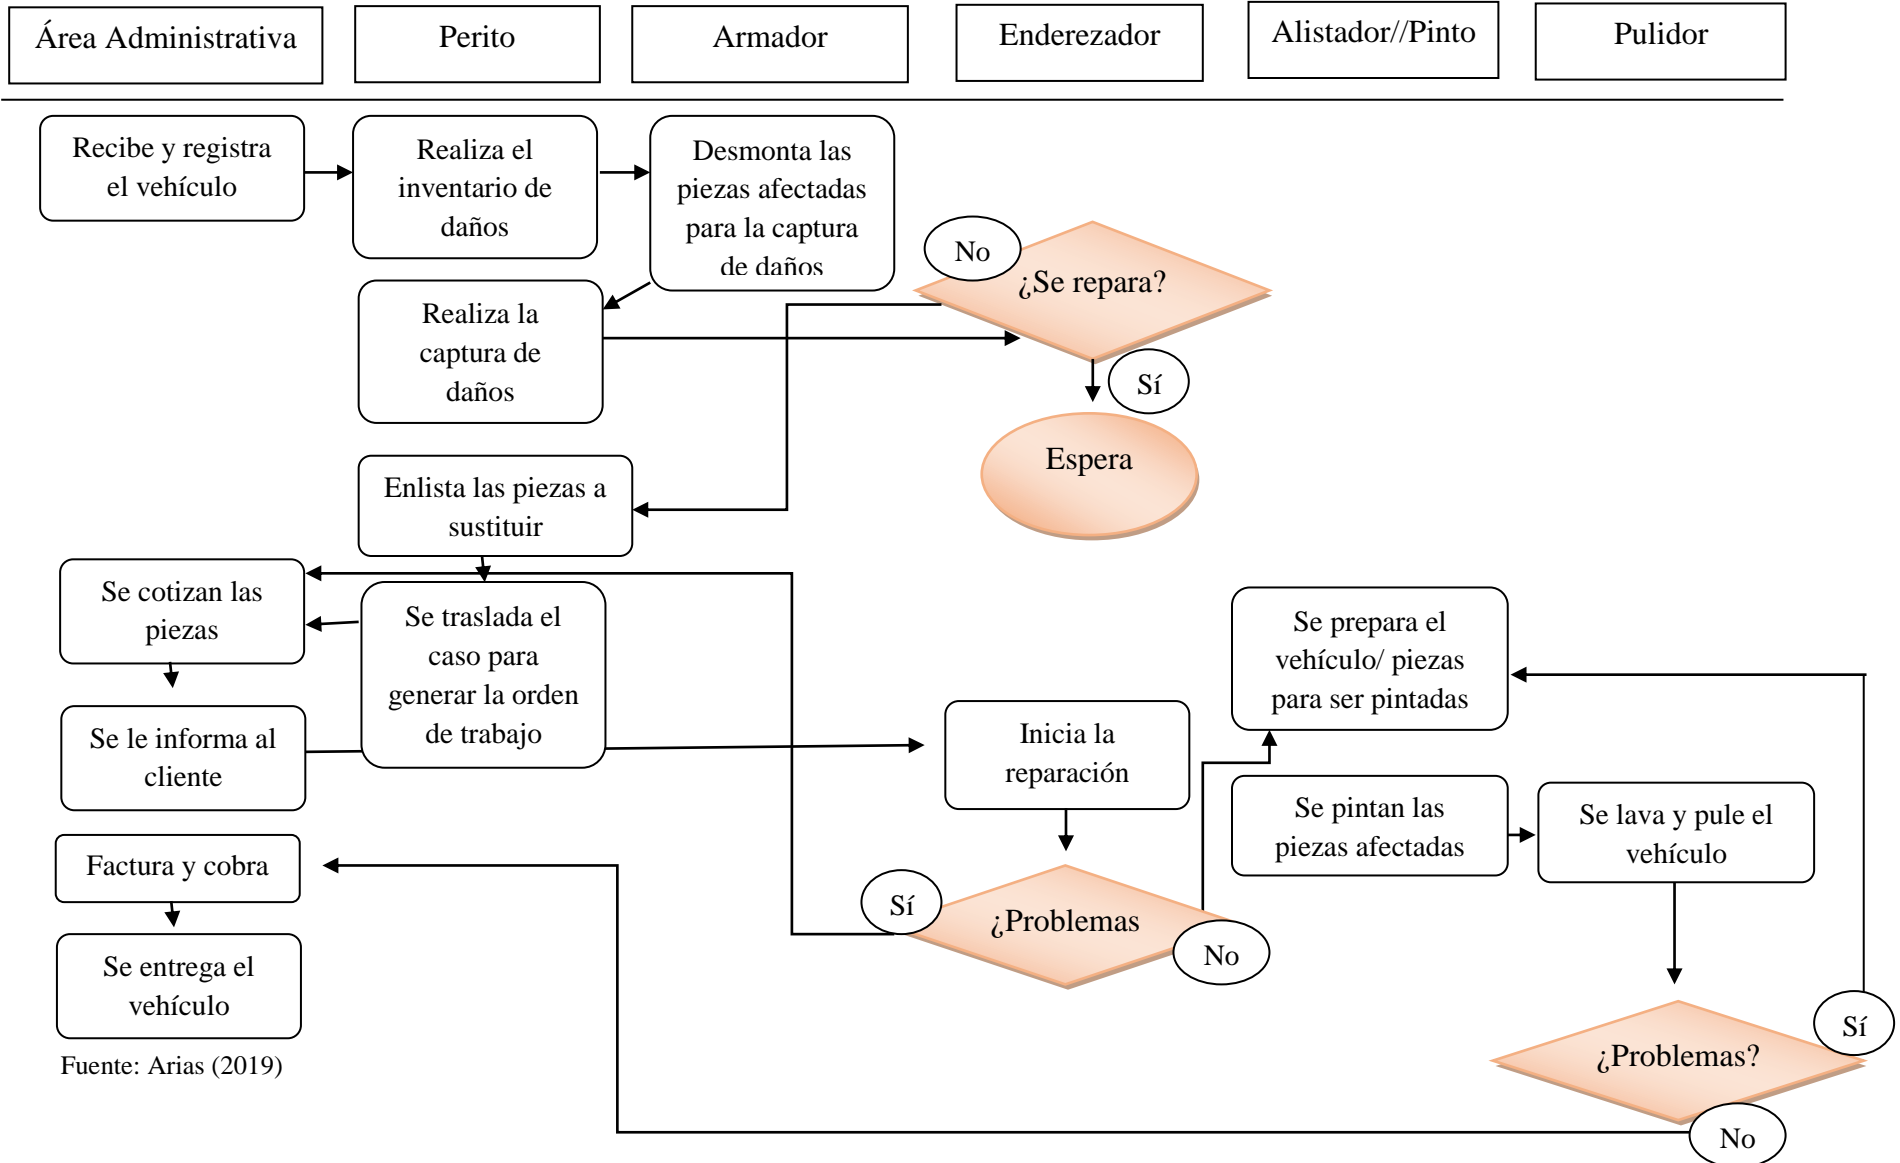 Área Administrativa
Perito
Armador
Enderezador
Alistador//Pinto
Pulidor
Recibe y registra
el vehículo
Realiza el
inventario de
daños
Desmonta las
piezas afectadas
para la captura
de daños
No
¿Se repara?
Realiza la
captura de
daños
Sí
Espera
Enlista las piezas a
sustituir
Se cotizan las
piezas
Se traslada el
caso para
generar la orden
de trabajo
Se prepara el
vehículo/ piezas
para ser pintadas
Se le informa al
cliente
Inicia la
reparación
Se pintan las
piezas afectadas
Se lava y pule el
vehículo
Factura y cobra
Sí
¿Problemas
No
Se entrega el
vehículo
Sí
¿Problemas?
No
Fuente: Arias (2019)